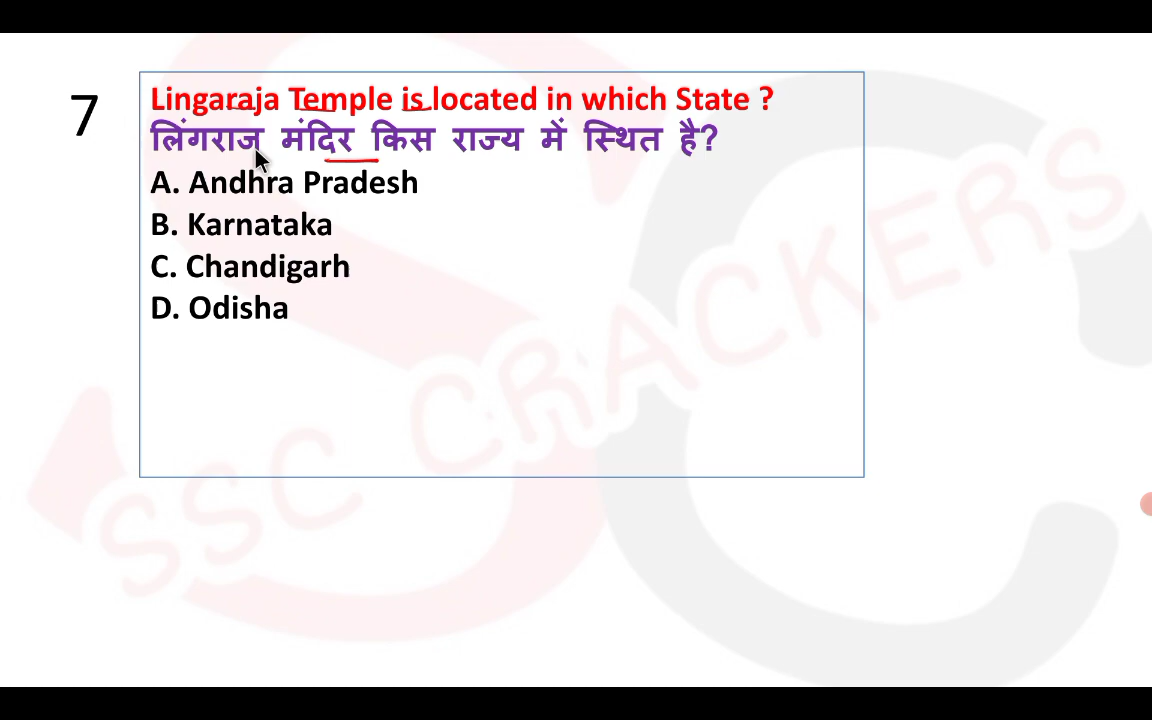 7
Lingaraja Temple is located in which State ?
लिंगराज मंदिर किस राज्य में स्थित है?
A. Andhra Pradesh
B. Karnataka
C. Chandigarh
D. Odisha
SSC CRACKERS